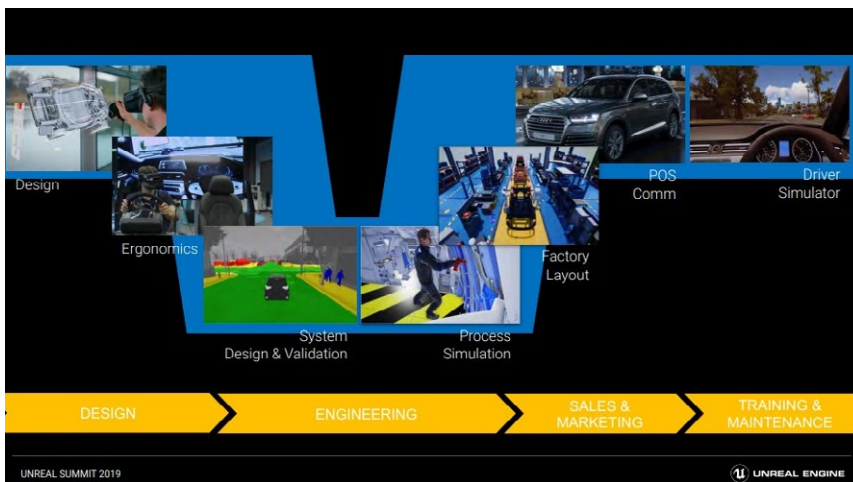 Design
Ergonomics
System
Design & Validation
Process
Simulation
Factory
Layout
POS
Comm
Driver
Simulator
DESIGN
ENGINEERING
SALES &
MARKETING
TRAINING &
MAINTENANCE
UNREAL SUMMIT 2019
UNREAL ENGINE